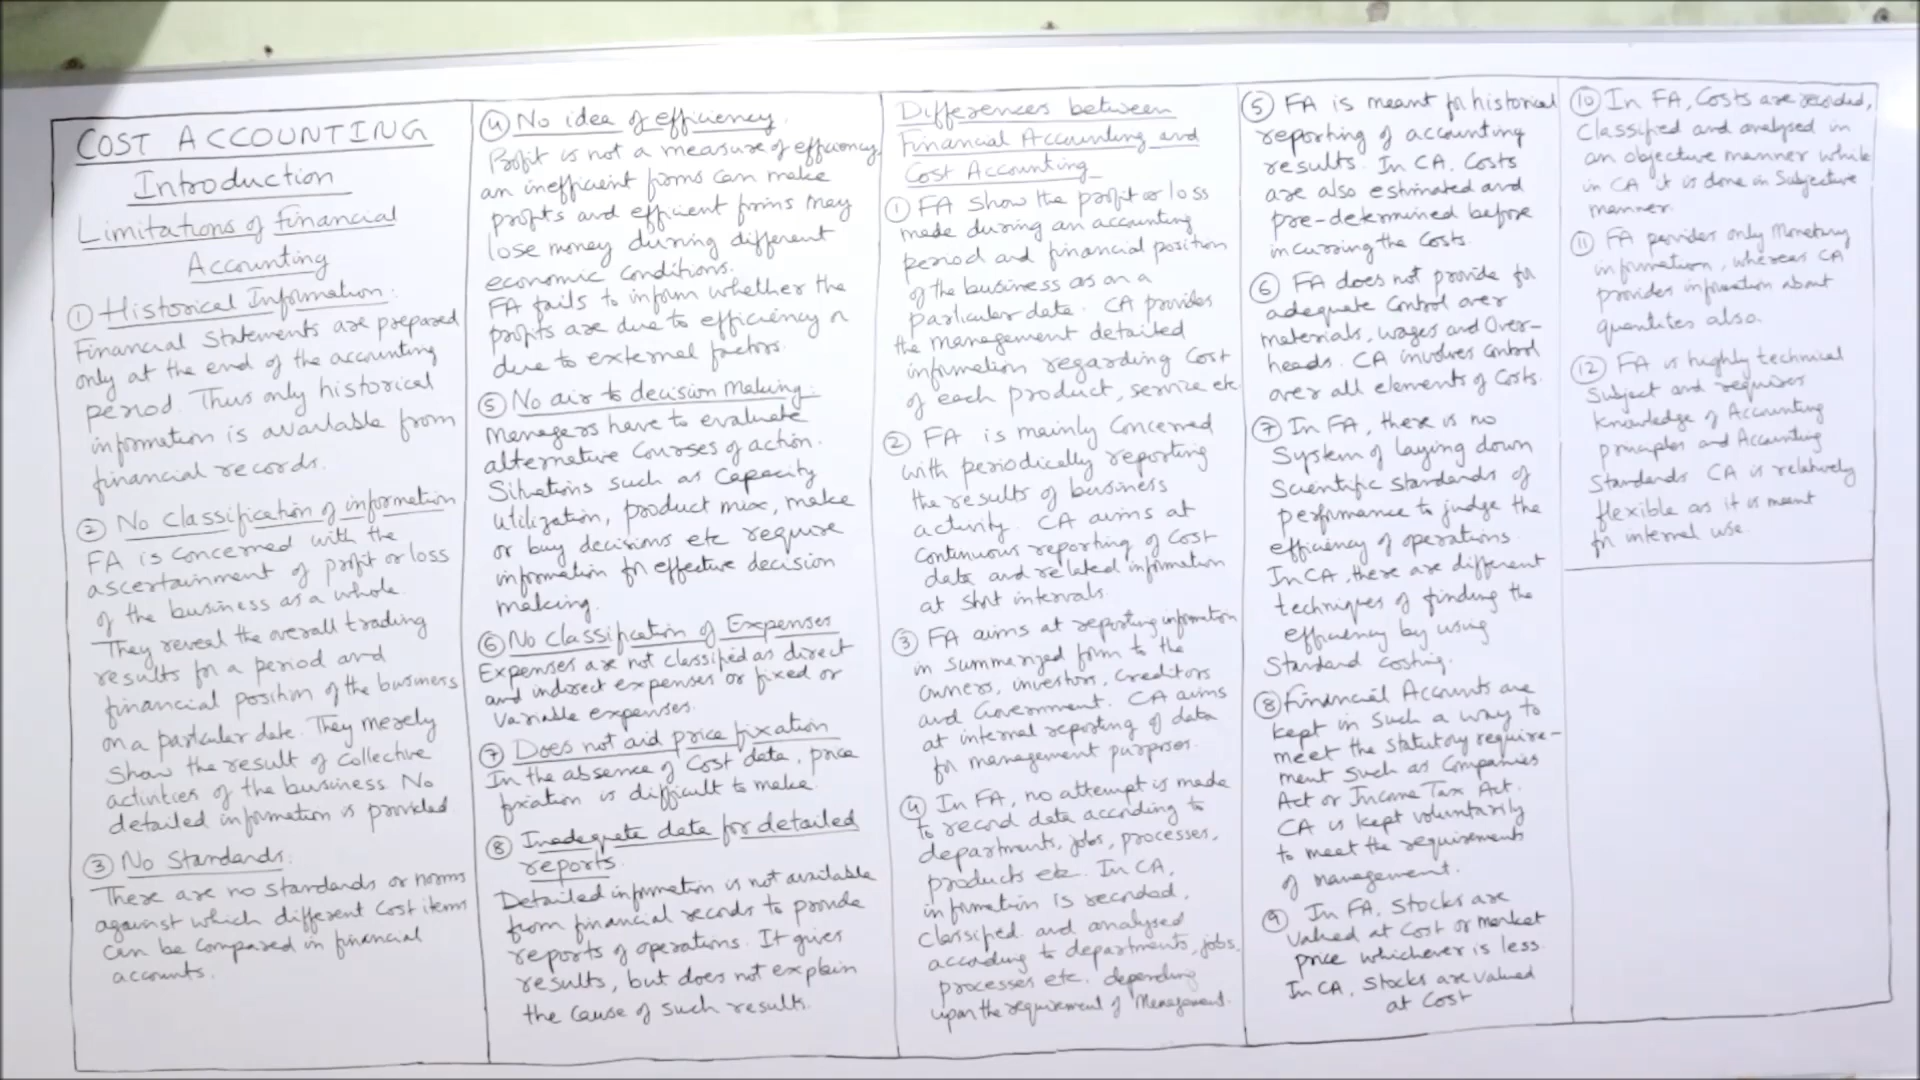 COST ACCOUNTING
Introduction
Limitations of Financial
Accounting
① Historical Information:
Financial Statements are prepared
only at the end of the accounting
period. Thus only historical
information is available from
financial records.
② No classification of information
FA is concerned with the
ascertainment of profit or loss
of the business as a whole.
They reveal the overall trading
results for a period and
financial position of the business
on a particular date. They merely
show the result of collective
activities of the business. No
detailed information is provided.
③ No Standards.
There are no standards or norms
against which different cost items
can be compared in financial
accounts.
④ No idea of efficiency.
Profit is not a measure of efficiency
an inefficient firms can make
profits and efficient firms may
lose money during different
economic conditions.
FA fails to inform whether the
profits are due to efficiency or
due to external factors.
⑤ No air to decision making:
Managers have to evaluate
alternative courses of action.
Situations such as Capacity
utilization, product mix, make
or buy decisions etc require
information for effective decision
making.
⑥ No classification of Expenses
Expenses are not classified as direct
and indirect expenses or fixed or
variable expenses.
⑦ Does not aid price fixation
In the absence of Cost data, price
fixation is difficult to make.
⑧ Inadequate data for detailed
reports.
Detailed information is not available
from financial records to provide
reports of operations. It gives
results, but does not explain
the cause of such results.
Differences between
Financial Accounting and
Cost Accounting
① FA show the profit or loss
made during an accounting
period and financial position
of the business as on a
particular date. CA provides
the management detailed
information regarding cost
of each product, service etc
② FA is mainly concerned
with periodically reporting
the results of business
activity. CA aims at
continuous reporting of cost
data and related information
at short intervals.
③ FA aims at reporting information
in summarized form to the
owners, investors, creditors
and Government. CA aims
at internal reporting of data
for management purposes.
④ In FA, no attempt is made
to record data according to
departments, jobs, processes,
products etc. In CA,
information is recorded,
classified and analysed
according to departments, jobs,
processes etc. depending
upon the requirement of Management.
⑤ FA is meant for historical
reporting of accounting
results. In CA, Costs
are also estimated and
pre-determined before
incurring the costs.
⑥ FA does not provide for
adequate control over
materials, wages and Over-
heads. CA involves control
over all elements of costs.
⑦ In FA, there is no
System of laying down
Scientific standards of
performance to judge the
efficiency of operations.
In CA, there are different
techniques of finding the
efficiency by using
Standard costing.
⑧ Financial Accounts are
kept in such a way to
meet the statutory require-
ment such as Companies
Act or Income Tax Act.
CA is kept voluntarily
to meet the requirements
of management.
⑨ In FA, Stocks are
valued at cost or market
price whichever is less.
In CA, Stocks are valued
at cost
⑩ In FA, Costs are recorded,
classified and analysed in
an objective manner while
in CA it is done in Subjective
manner.
⑪ FA provides only Monetary
information, whereas CA
provides information about
quantites also.
⑫ FA is highly technical
Subject and requires
knowledge of Accounting
principles and Accounting
Standards CA is relatively
flexible as it is meant
for internal use.